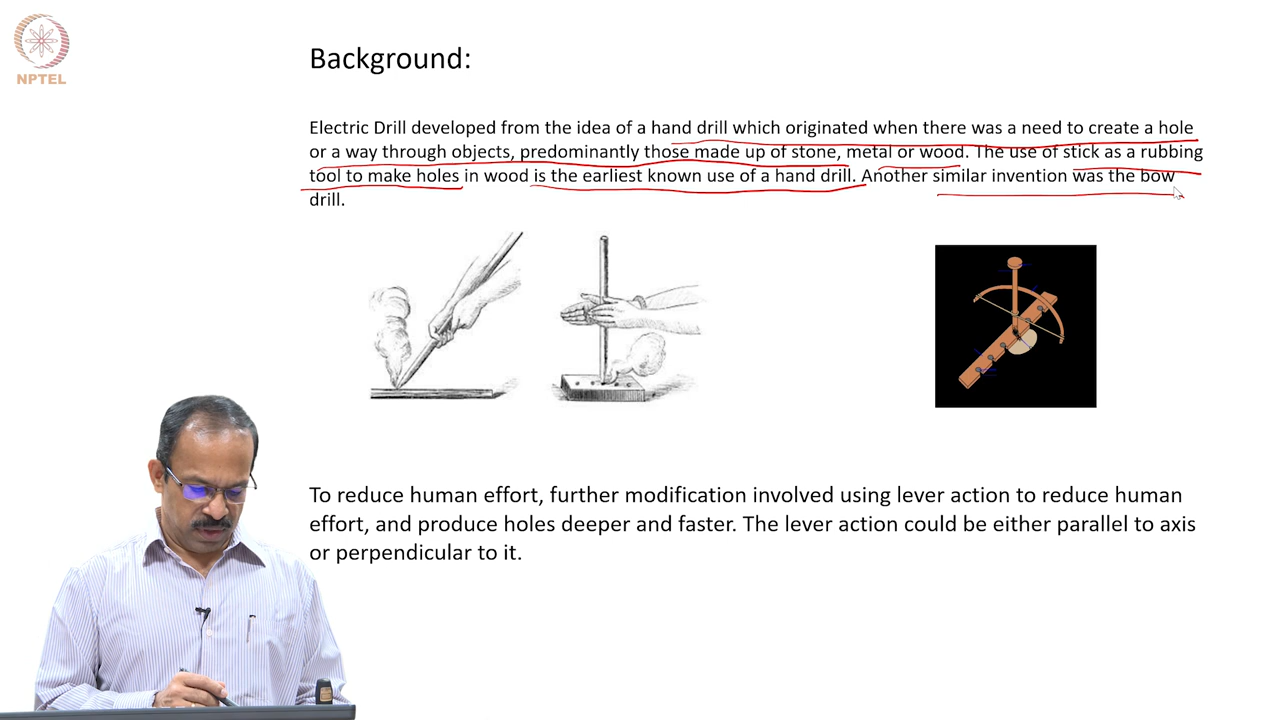 NPTEL
Background:
Electric Drill developed from the idea of a hand drill which originated when there was a need to create a hole
or a way through objects, predominantly those made up of stone, metal or wood. The use of stick as a rubbing
tool to make holes in wood is the earliest known use of a hand drill. Another similar invention was the bow
drill.
To reduce human effort, further modification involved using lever action to reduce human
effort, and produce holes deeper and faster. The lever action could be either parallel to axis
or perpendicular to it.